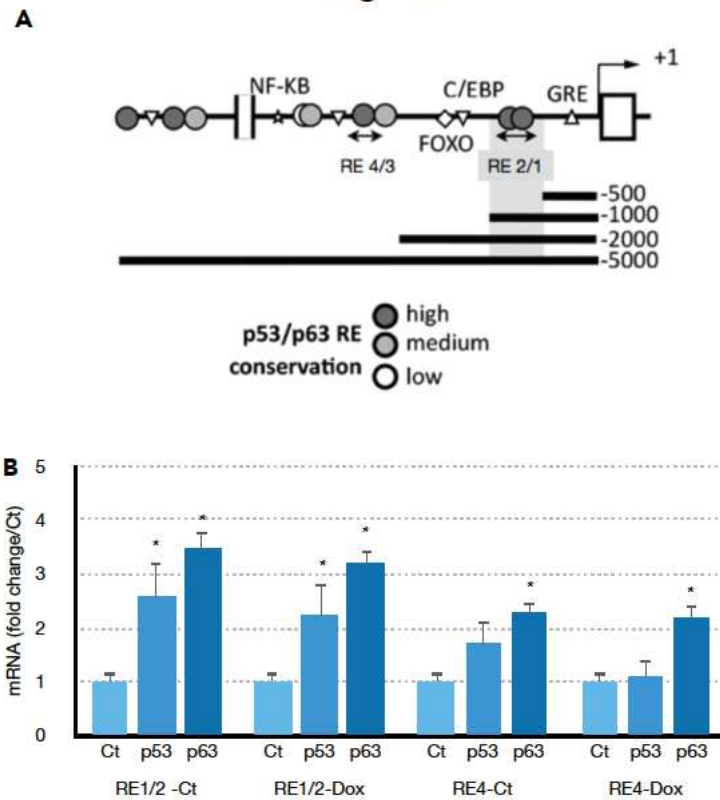 A
+1
NF-KB
C/EBP
GRE
FOXO
RE 4/3
RE 2/1
-500
-1000
-2000
-5000
p53/p63 RE
conservation
high
medium
low
B
mRNA (fold change/Ct)
5
4
3
2
1
0
* * * * * *
Ct p53 p63 Ct p53 p63 Ct p53 p63 Ct p53 p63
RE1/2 -Ct RE1/2-Dox RE4-Ct RE4-Dox